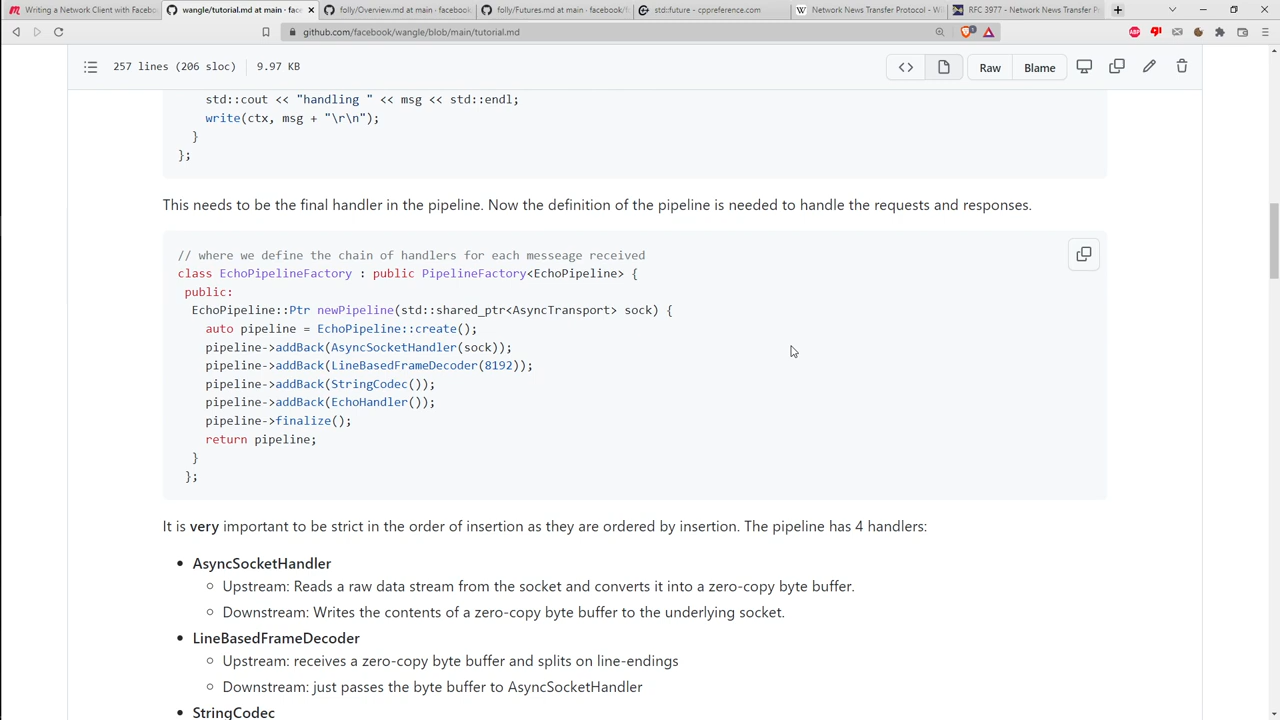 Writing a Network Client with Facebo
wangle/tutorial.md at main · face
folly/Overview.md at main · facebook
folly/Futures.md at main · facebook/
std::future - cppreference.com
Network News Transfer Protocol - Wi
RFC 3977 - Network News Transfer P
github.com/facebook/wangle/blob/main/tutorial.md
257 lines (206 sloc)
9.97 KB
Raw
Blame
std::cout << "handling " << msg << std::endl;
write(ctx, msg + "\r\n");
}
};
This needs to be the final handler in the pipeline. Now the definition of the pipeline is needed to handle the requests and responses.
// where we define the chain of handlers for each messeage received
class EchoPipelineFactory : public PipelineFactory<EchoPipeline> {
public:
EchoPipeline::Ptr newPipeline(std::shared_ptr<AsyncTransport> sock) {
auto pipeline = EchoPipeline::create();
pipeline->addBack(AsyncSocketHandler(sock));
pipeline->addBack(LineBasedFrameDecoder(8192));
pipeline->addBack(StringCodec());
pipeline->addBack(EchoHandler());
pipeline->finalize();
return pipeline;
}
};
It is very important to be strict in the order of insertion as they are ordered by insertion. The pipeline has 4 handlers:
• AsyncSocketHandler
○ Upstream: Reads a raw data stream from the socket and converts it into a zero-copy byte buffer.
○ Downstream: Writes the contents of a zero-copy byte buffer to the underlying socket.
• LineBasedFrameDecoder
○ Upstream: receives a zero-copy byte buffer and splits on line-endings
○ Downstream: just passes the byte buffer to AsyncSocketHandler
• StringCodec